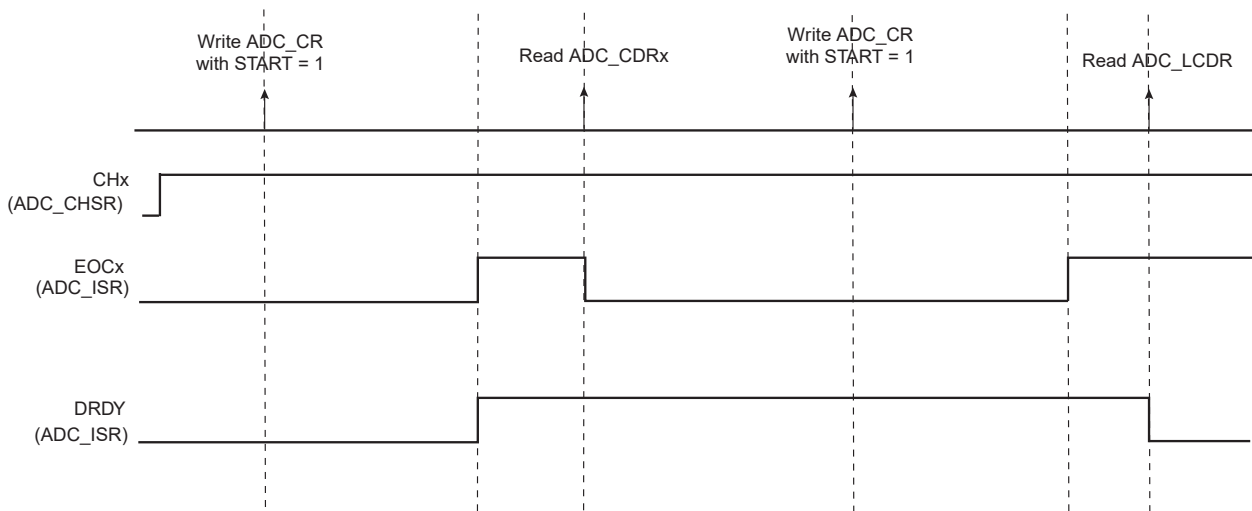 Write ADC_CR
with START = 1
Read ADC_CDRx
Write ADC_CR
with START = 1
Read ADC_LCDR
CHx
(ADC_CHSR)
EOCx
(ADC_ISR)
DRDY
(ADC_ISR)